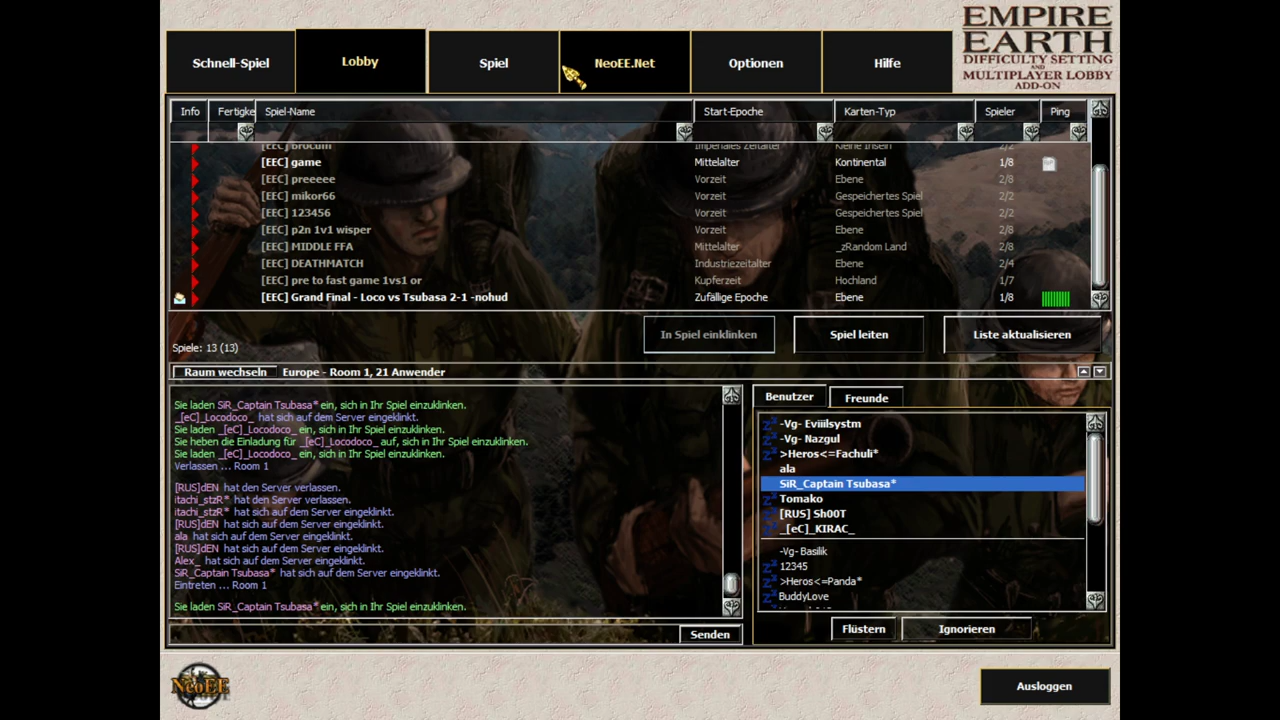 EMPIRE EARTH
DIFFICULTY SETTING
AND
MULTIPLAYER LOBBY
ADD-ON
Schnell-Spiel Lobby Spiel NeoEE.Net Optionen Hilfe
Info Fertigke Spiel-Name Start-Epoche Karten-Typ Spieler Ping
[EEC] brocum Imperiales Zeitalter Kleine Inseln 2/2
[EEC] game Mittelalter Kontinental 1/8
[EEC] preeeee Vorzeit Ebene 2/8
[EEC] mikor66 Vorzeit Gespeichertes Spiel 2/2
[EEC] 123456 Vorzeit Gespeichertes Spiel 2/2
[EEC] p2n 1v1 wisper Vorzeit Ebene 2/8
[EEC] MIDDLE FFA Mittelalter _zRandom Land 2/8
[EEC] DEATHMATCH Industriezeitalter Ebene 2/4
[EEC] pre to fast game 1vs1 or Kupferzeit Hochland 1/7
[EEC] Grand Final - Loco vs Tsubasa 2-1 -nohud Zufällige Epoche Ebene 1/8
In Spiel einklinken Spiel leiten Liste aktualisieren
Spiele: 13 (13)
Raum wechseln Europe - Room 1, 21 Anwender
Sie laden SiR_Captain Tsubasa* ein, sich in Ihr Spiel einzuklinken.
_[eC]_Locodoco_ hat sich auf dem Server eingeklinkt.
Sie laden _[eC]_Locodoco_ ein, sich in Ihr Spiel einzuklinken.
Sie heben die Einladung für _[eC]_Locodoco_ auf, sich in Ihr Spiel einzuklinken.
Sie laden _[eC]_Locodoco_ ein, sich in Ihr Spiel einzuklinken.
Verlassen ... Room 1
[RUS]dEN hat den Server verlassen.
itachi_stzR* hat den Server verlassen.
itachi_stzR* hat sich auf dem Server eingeklinkt.
[RUS]dEN hat sich auf dem Server eingeklinkt.
ala hat sich auf dem Server eingeklinkt.
[RUS]dEN hat sich auf dem Server eingeklinkt.
Alex_ hat sich auf dem Server eingeklinkt.
SiR_Captain Tsubasa* hat sich auf dem Server eingeklinkt.
Eintreten ... Room 1
Sie laden SiR_Captain Tsubasa* ein, sich in Ihr Spiel einzuklinken.
Senden
Benutzer Freunde
-Vg- Eviiilsystm
-Vg- Nazgul
>Heros<=Fachuli*
ala
SiR_Captain Tsubasa*
Tomako
[RUS] Sh00T
_[eC]_KIRAC_
-Vg- Basilik
12345
>Heros<=Panda*
BuddyLove
Flüstern Ignorieren
NeoEE
Ausloggen